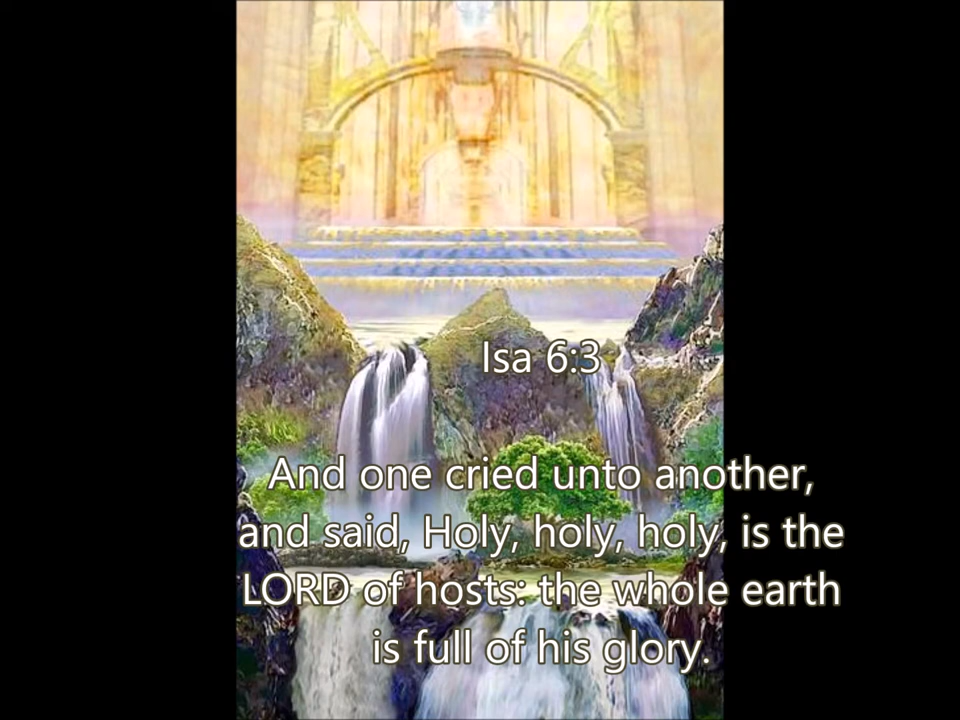 Isa 6:3
And one cried unto another,
and said, Holy, holy, holy, is the
LORD of hosts: the whole earth
is full of his glory.